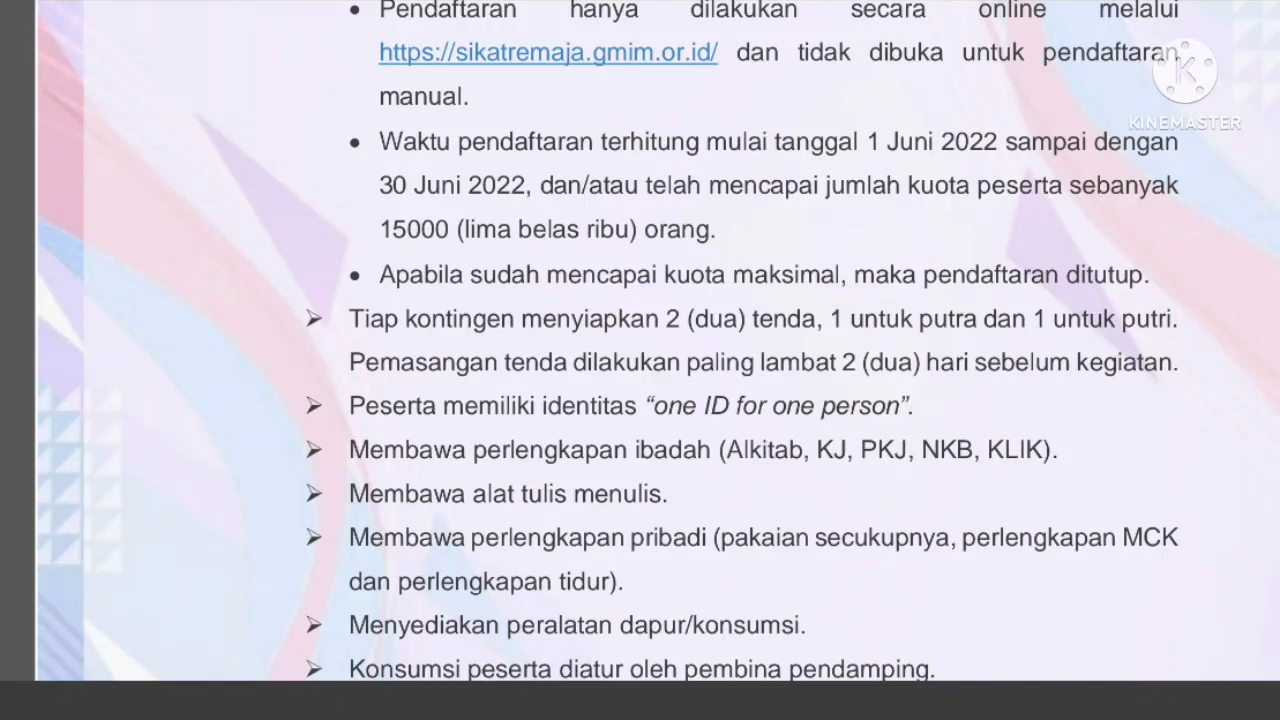 Pendaftaran hanya dilakukan secara online melalui
https://sikatremaja.gmim.or.id/ dan tidak dibuka untuk pendaftaran
manual.
KINEMASTER
Waktu pendaftaran terhitung mulai tanggal 1 Juni 2022 sampai dengan
30 Juni 2022, dan/atau telah mencapai jumlah kuota peserta sebanyak
15000 (lima belas ribu) orang.
Apabila sudah mencapai kuota maksimal, maka pendaftaran ditutup.
Tiap kontingen menyiapkan 2 (dua) tenda, 1 untuk putra dan 1 untuk putri.
Pemasangan tenda dilakukan paling lambat 2 (dua) hari sebelum kegiatan.
Peserta memiliki identitas “one ID for one person”.
Membawa perlengkapan ibadah (Alkitab, KJ, PKJ, NKB, KLIK).
Membawa alat tulis menulis.
Membawa perlengkapan pribadi (pakaian secukupnya, perlengkapan MCK
dan perlengkapan tidur).
Menyediakan peralatan dapur/konsumsi.
Konsumsi peserta diatur oleh pembina pendamping.